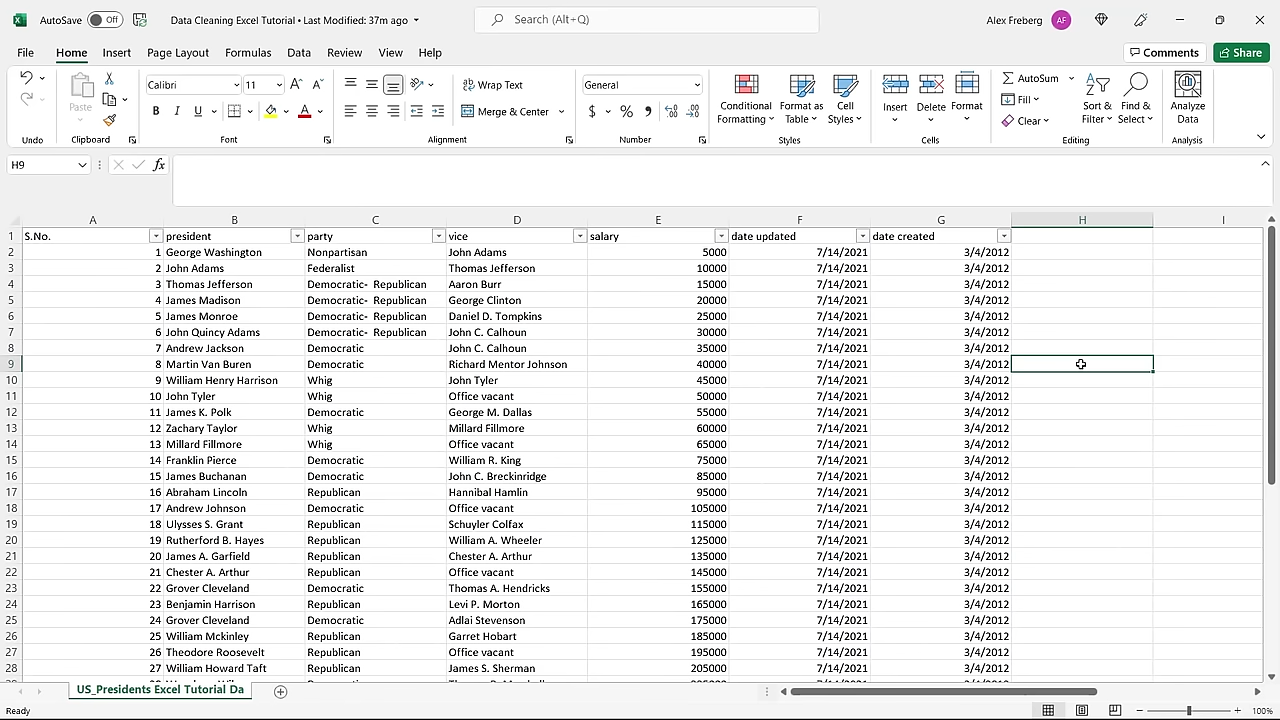 AutoSave Off Data Cleaning Excel Tutorial • Last Modified: 37m ago Search (Alt+Q) Alex Freberg AF
File Home Insert Page Layout Formulas Data Review View Help Comments Share
Paste Calibri 11 Wrap Text General AutoSum
B I U Merge & Center $ % Conditional Formatting Format as Table Cell Styles Insert Delete Format Fill Clear Sort & Filter Find & Select Analyze Data
Undo Clipboard Font Alignment Number Styles Cells Editing Analysis
H9 fx
A B C D E F G H I
1 S.No. president party vice salary date updated date created
2 1 George Washington Nonpartisan John Adams 5000 7/14/2021 3/4/2012
3 2 John Adams Federalist Thomas Jefferson 10000 7/14/2021 3/4/2012
4 3 Thomas Jefferson Democratic- Republican Aaron Burr 15000 7/14/2021 3/4/2012
5 4 James Madison Democratic- Republican George Clinton 20000 7/14/2021 3/4/2012
6 5 James Monroe Democratic- Republican Daniel D. Tompkins 25000 7/14/2021 3/4/2012
7 6 John Quincy Adams Democratic- Republican John C. Calhoun 30000 7/14/2021 3/4/2012
8 7 Andrew Jackson Democratic John C. Calhoun 35000 7/14/2021 3/4/2012
9 8 Martin Van Buren Democratic Richard Mentor Johnson 40000 7/14/2021 3/4/2012
10 9 William Henry Harrison Whig John Tyler 45000 7/14/2021 3/4/2012
11 10 John Tyler Whig Office vacant 50000 7/14/2021 3/4/2012
12 11 James K. Polk Democratic George M. Dallas 55000 7/14/2021 3/4/2012
13 12 Zachary Taylor Whig Millard Fillmore 60000 7/14/2021 3/4/2012
14 13 Millard Fillmore Whig Office vacant 65000 7/14/2021 3/4/2012
15 14 Franklin Pierce Democratic William R. King 75000 7/14/2021 3/4/2012
16 15 James Buchanan Democratic John C. Breckinridge 85000 7/14/2021 3/4/2012
17 16 Abraham Lincoln Republican Hannibal Hamlin 95000 7/14/2021 3/4/2012
18 17 Andrew Johnson Democratic Office vacant 105000 7/14/2021 3/4/2012
19 18 Ulysses S. Grant Republican Schuyler Colfax 115000 7/14/2021 3/4/2012
20 19 Rutherford B. Hayes Republican William A. Wheeler 125000 7/14/2021 3/4/2012
21 20 James A. Garfield Republican Chester A. Arthur 135000 7/14/2021 3/4/2012
22 21 Chester A. Arthur Republican Office vacant 145000 7/14/2021 3/4/2012
23 22 Grover Cleveland Democratic Thomas A. Hendricks 155000 7/14/2021 3/4/2012
24 23 Benjamin Harrison Republican Levi P. Morton 165000 7/14/2021 3/4/2012
25 24 Grover Cleveland Democratic Adlai Stevenson 175000 7/14/2021 3/4/2012
26 25 William Mckinley Republican Garret Hobart 185000 7/14/2021 3/4/2012
27 26 Theodore Roosevelt Republican Office vacant 195000 7/14/2021 3/4/2012
28 27 William Howard Taft Republican James S. Sherman 205000 7/14/2021 3/4/2012
US_Presidents Excel Tutorial Da
Ready 100%